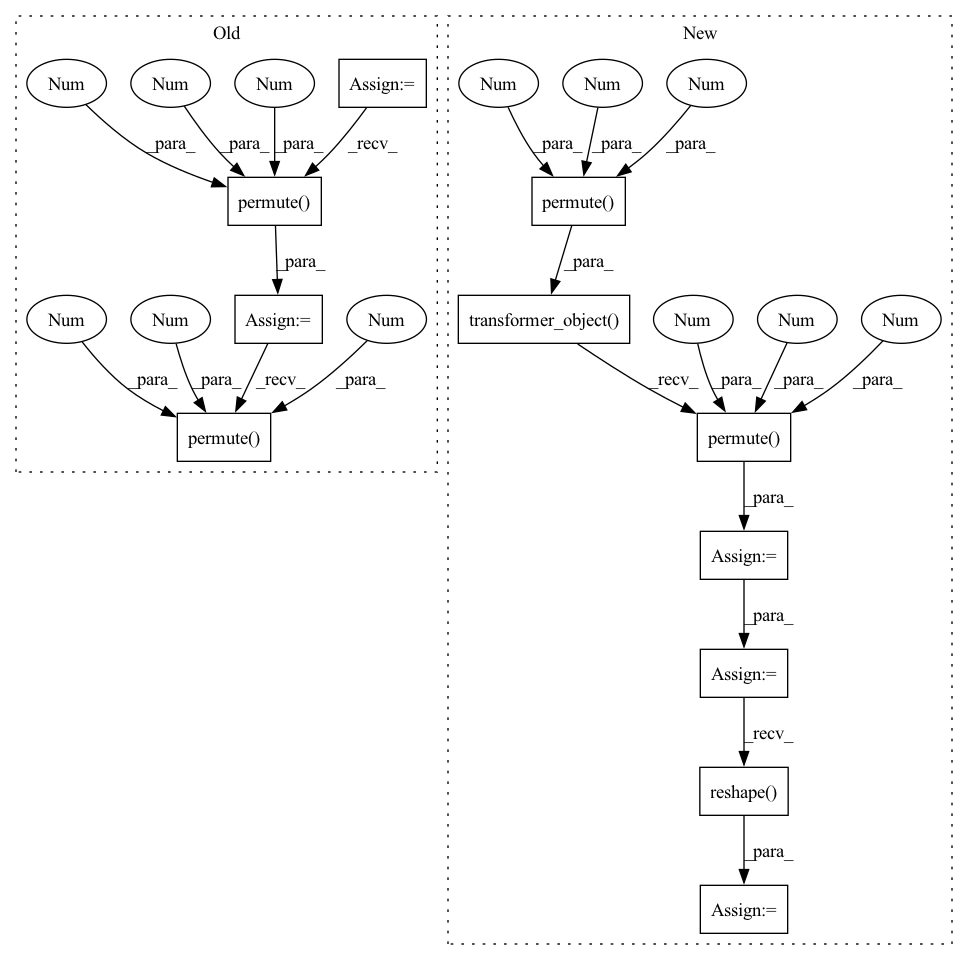 Old
New
Num
Num
Num
Assign:=
Num
Num
Num
_para_
_para_
_para_
_recv_
_para_
_para_
_para_
permute()
permute()
_para_
_para_
Num
Num
Assign:=
Num
transformer_object()
Num
Num
Num
_para_
_para_
_recv_
_para_
_recv_
_para_
_para_
_para_
permute()
permute()
_para_
Assign:=
_para_
Assign:=
_recv_
reshape()
_para_
Assign:=